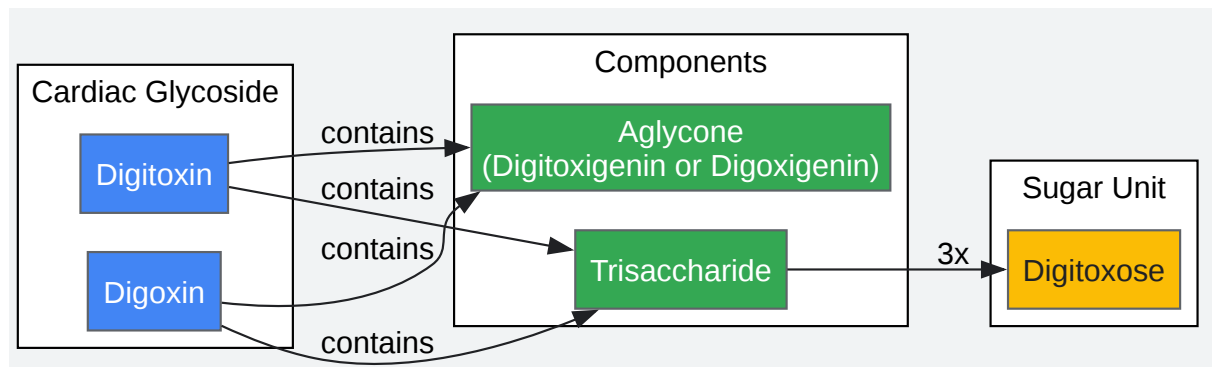 Cardiac Glycoside
Digitoxin
Digoxin
contains
contains
contains
contains
Components
Aglycone
(Digitoxigenin or Digoxigenin)
Trisaccharide
3x
Sugar Unit
Digitoxose